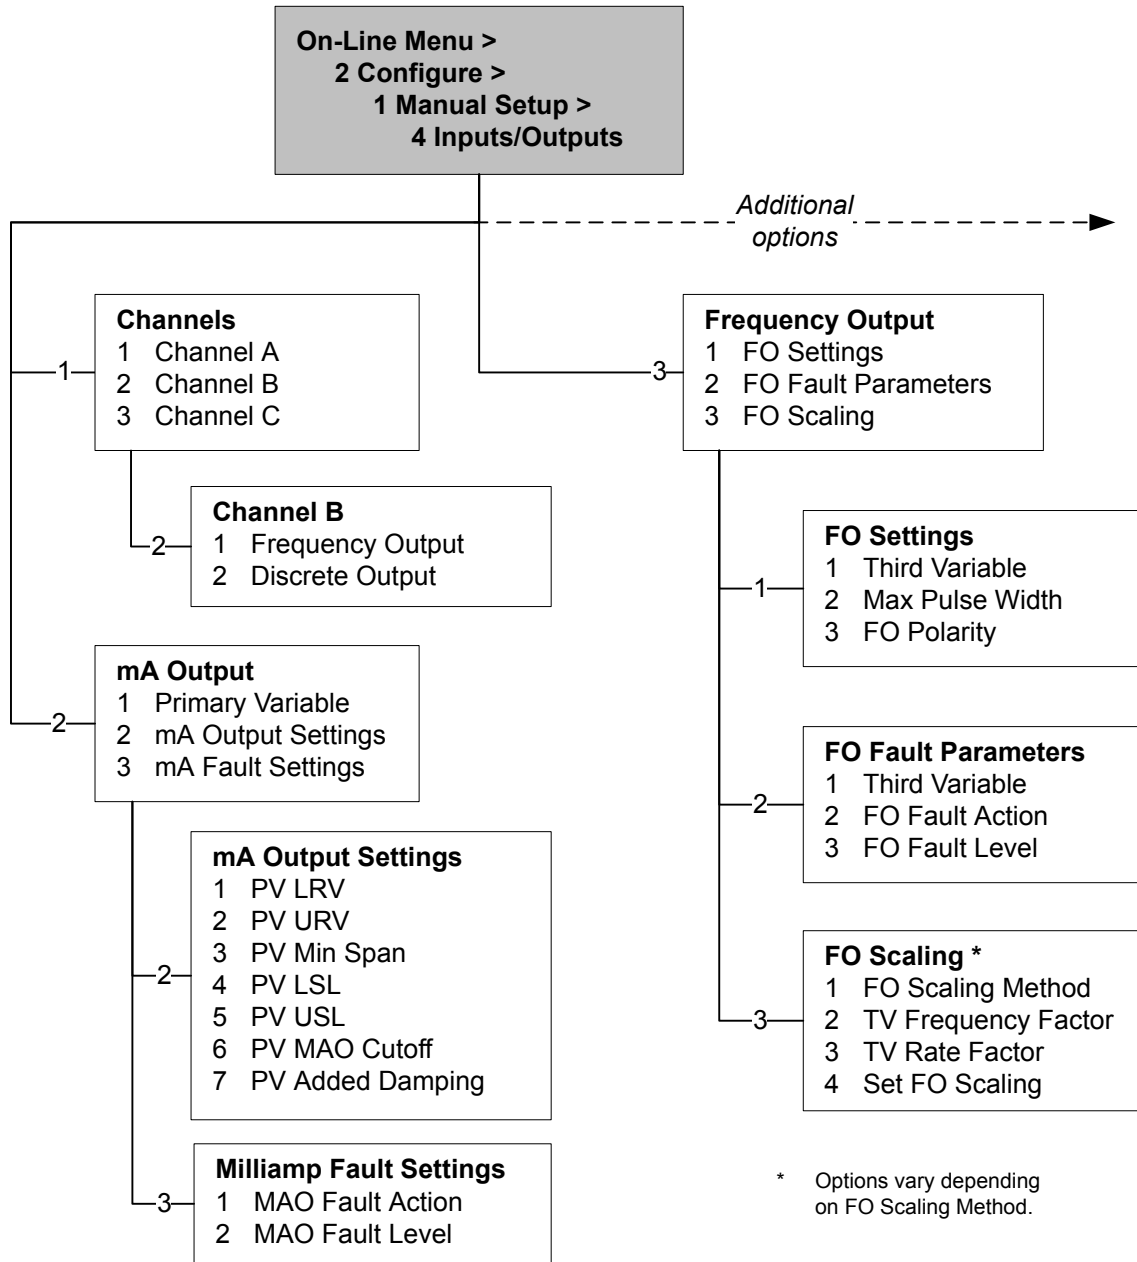 On-Line Menu >
2 Configure >
1 Manual Setup >
4 Inputs/Outputs
Additional
options
Channels
1 Channel A
2 Channel B
3 Channel C
1
Channel B
1 Frequency Output
2 Discrete Output
2
mA Output
1 Primary Variable
2 mA Output Settings
3 mA Fault Settings
2
mA Output Settings
1 PV LRV
2 PV URV
3 PV Min Span
4 PV LSL
5 PV USL
6 PV MAO Cutoff
7 PV Added Damping
2
Milliamp Fault Settings
1 MAO Fault Action
2 MAO Fault Level
3
Frequency Output
1 FO Settings
2 FO Fault Parameters
3 FO Scaling
3
FO Settings
1 Third Variable
2 Max Pulse Width
3 FO Polarity
1
FO Fault Parameters
1 Third Variable
2 FO Fault Action
3 FO Fault Level
2
FO Scaling *
1 FO Scaling Method
2 TV Frequency Factor
3 TV Rate Factor
4 Set FO Scaling
3
* Options vary depending
on FO Scaling Method.